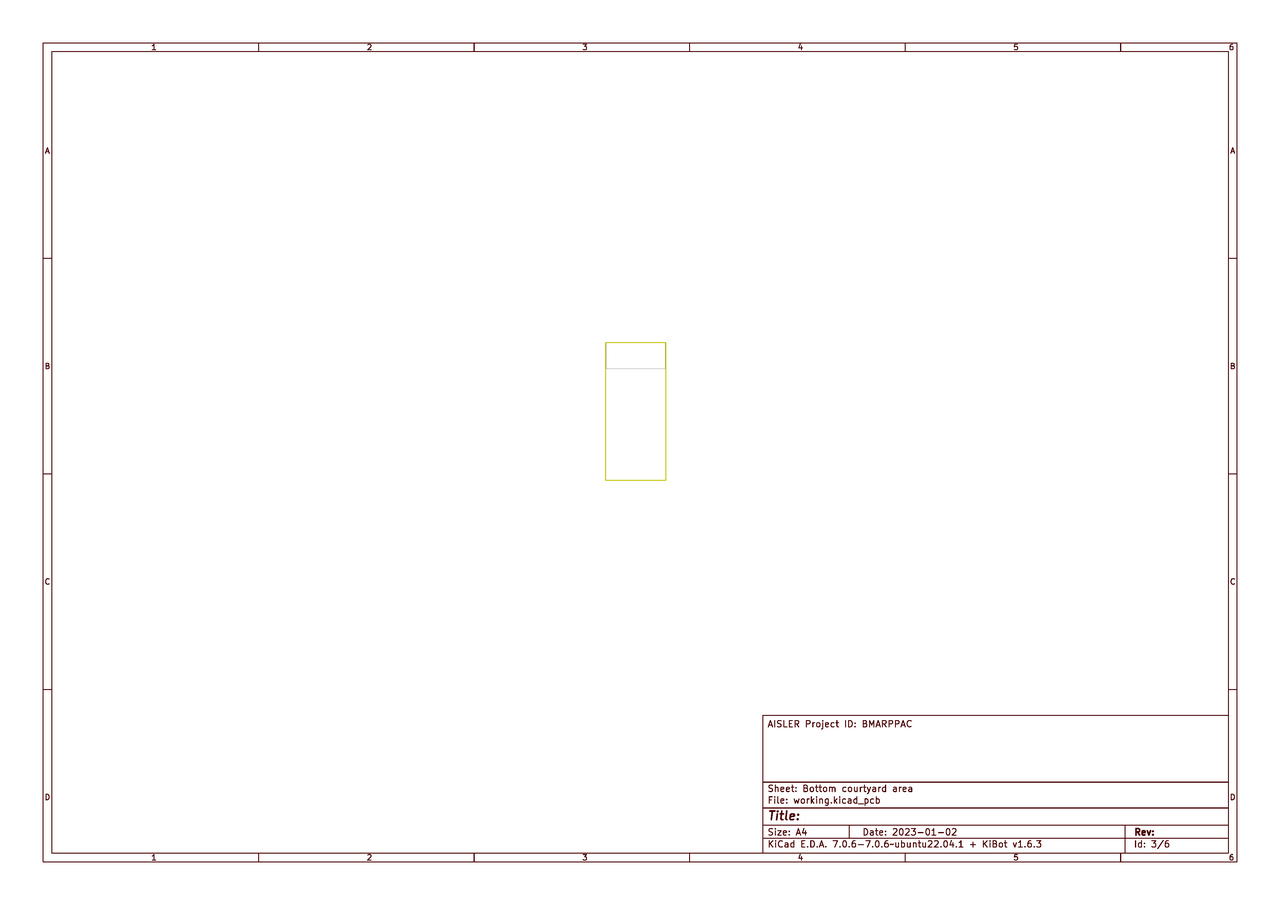 1 2 3 4 5 6
A A
B B
C C
D D
AISLER Project ID: BMARPPAC
Sheet: Bottom courtyard area
File: working.kicad_pcb
Title:
Size: A4 Date: 2023-01-02 Rev:
KiCad E.D.A. 7.0.6-7.0.6~ubuntu22.04.1 + KiBot v1.6.3 Id: 3/6
1 2 3 4 5 6